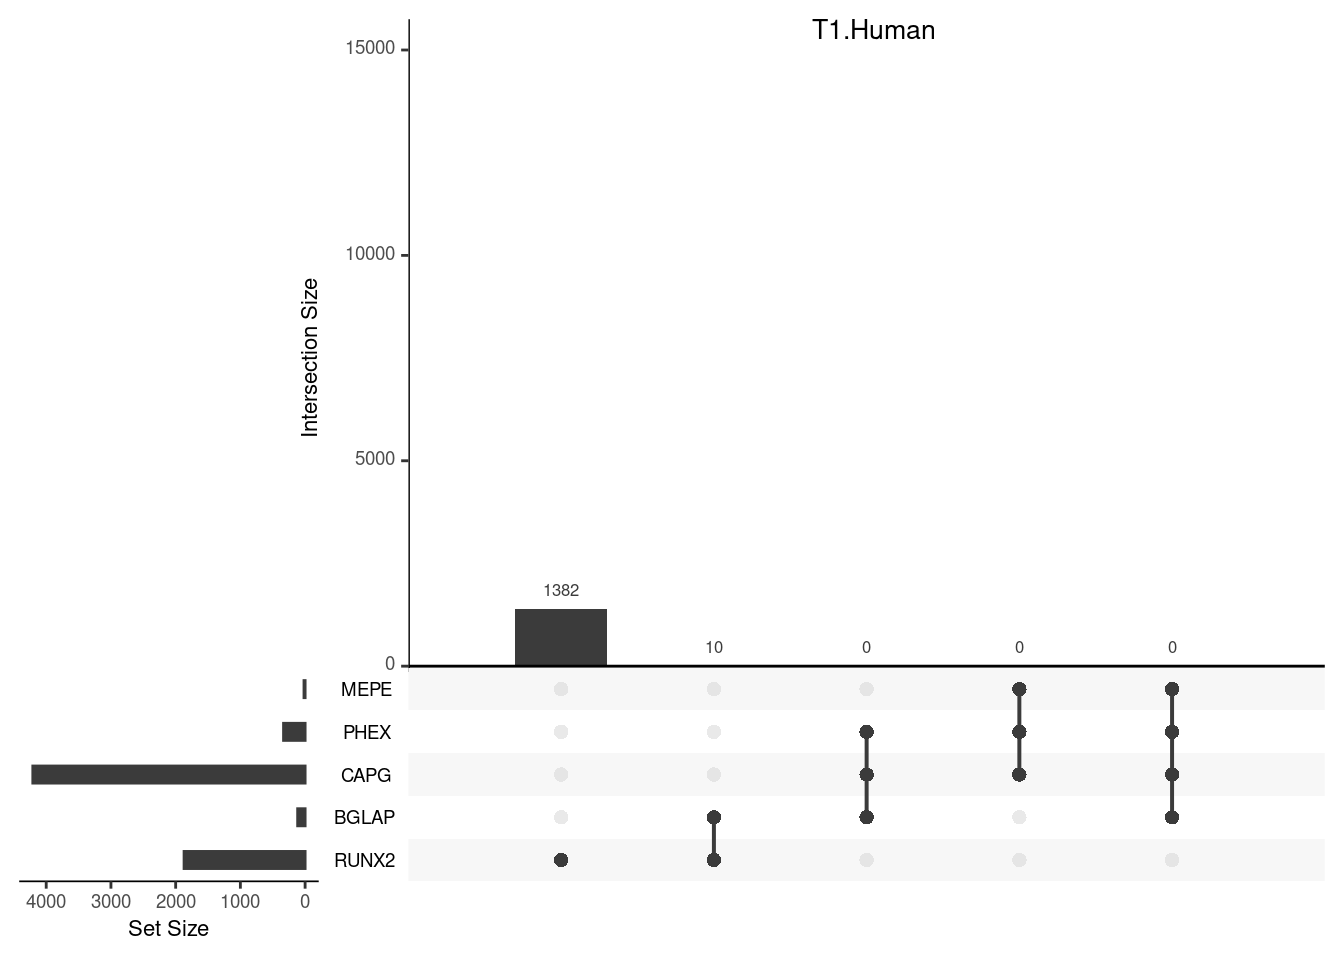 T1.Human
15000
10000
5000
0
Intersection Size
1382
10
0
0
0
MEPE
PHEX
CAPG
BGLAP
RUNX2
4000 3000 2000 1000 0
Set Size